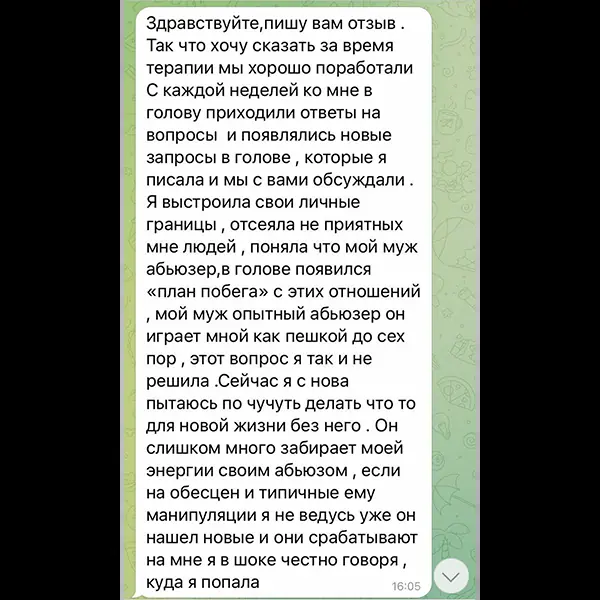 Здравствуйте,пишу вам отзыв .
Так что хочу сказать за время
терапии мы хорошо поработали
С каждой неделей ко мне в
голову приходили ответы на
вопросы и появлялись новые
запросы в голове , которые я
писала и мы с вами обсуждали .
Я выстроила свои личные
границы , отсеяла не приятных
мне людей , поняла что мой муж
абьюзер,в голове появился
«план побега» с этих отношений
, мой муж опытный абьюзер он
играет мной как пешкой до сех
пор , этот вопрос я так и не
решила .Сейчас я с нова
пытаюсь по чучуть делать что то
для новой жизни без него . Он
слишком много забирает моей
энергии своим абьюзом , если
на обесцен и типичные ему
манипуляции я не ведусь уже он
нашел новые и они срабатывают
на мне я в шоке честно говоря ,
куда я попала
16:05